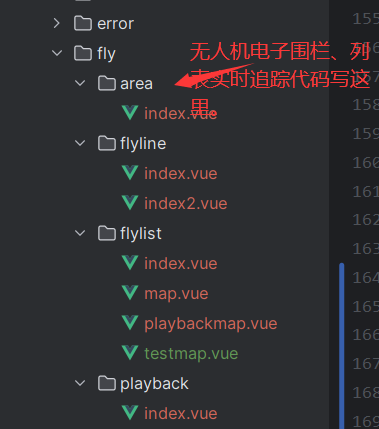 error
fly
无人机电子围栏、列
表实时追踪代码写这
里。
area
index.vue
flyline
index.vue
index2.vue
flylist
index.vue
map.vue
playbackmap.vue
testmap.vue
playback
index.vue
155
156
157
158
159
160
161
162
163
164
165
166
167
168
169